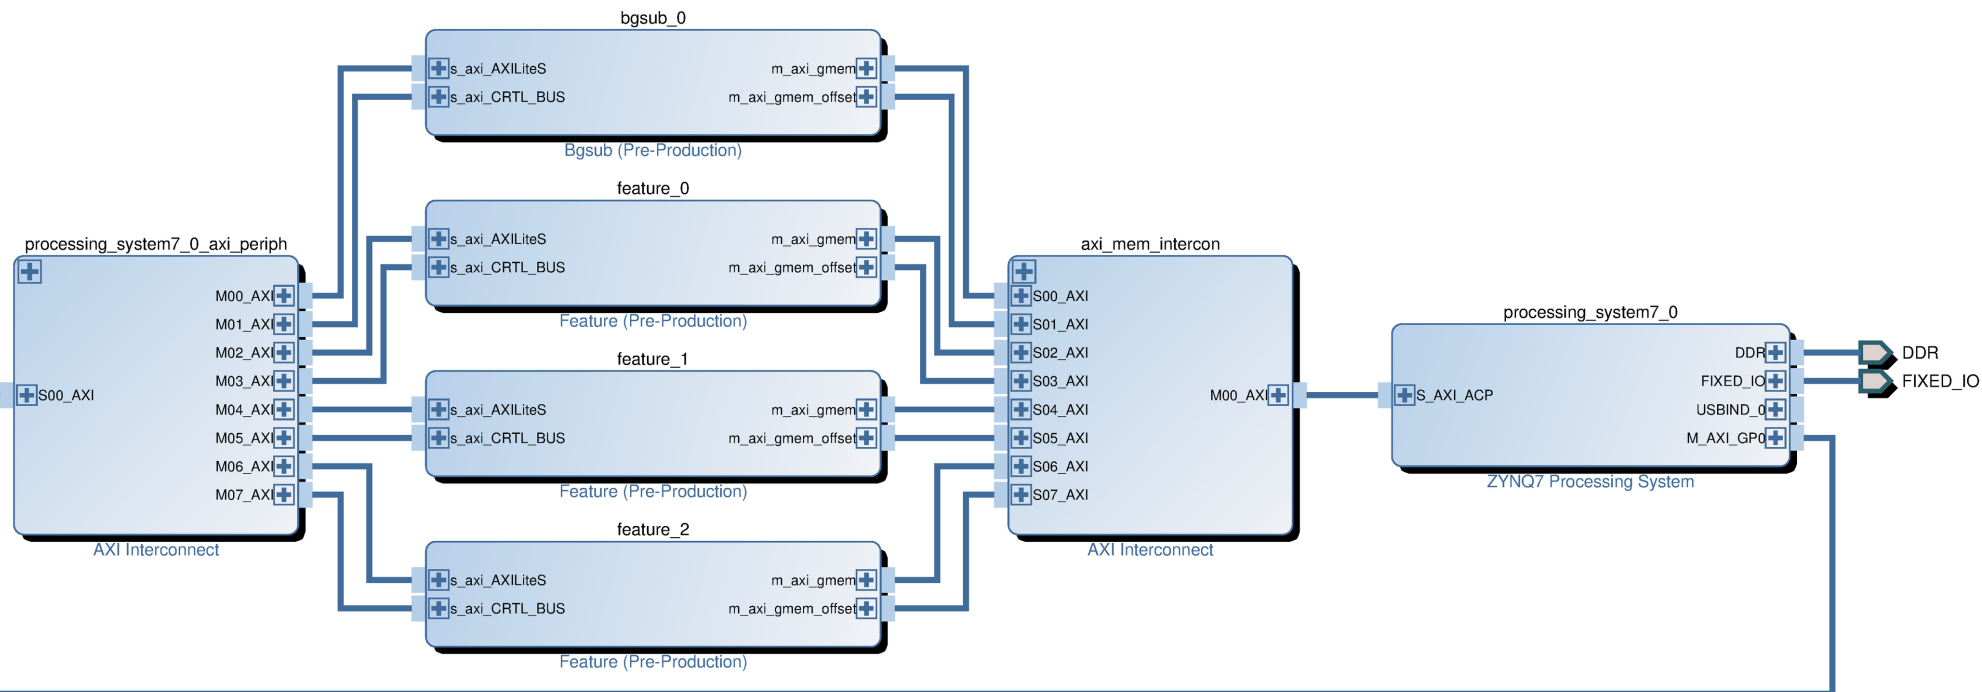 bgsub_0
s_axi_AXILiteS
s_axi_CRTL_BUS
m_axi_gmem
m_axi_gmem_offset
Bgsub (Pre-Production)
feature_0
s_axi_AXILiteS
s_axi_CRTL_BUS
m_axi_gmem
m_axi_gmem_offset
Feature (Pre-Production)
feature_1
s_axi_AXILiteS
s_axi_CRTL_BUS
m_axi_gmem
m_axi_gmem_offset
Feature (Pre-Production)
feature_2
s_axi_AXILiteS
s_axi_CRTL_BUS
m_axi_gmem
m_axi_gmem_offset
Feature (Pre-Production)
processing_system7_0_axi_periph
S00_AXI
M00_AXI
M01_AXI
M02_AXI
M03_AXI
M04_AXI
M05_AXI
M06_AXI
M07_AXI
AXI Interconnect
axi_mem_intercon
S00_AXI
S01_AXI
S02_AXI
S03_AXI
S04_AXI
S05_AXI
S06_AXI
S07_AXI
M00_AXI
AXI Interconnect
processing_system7_0
S_AXI_ACP
DDR
FIXED_IO
USBIND_0
M_AXI_GP0
ZYNQ7 Processing System
DDR
FIXED_IO